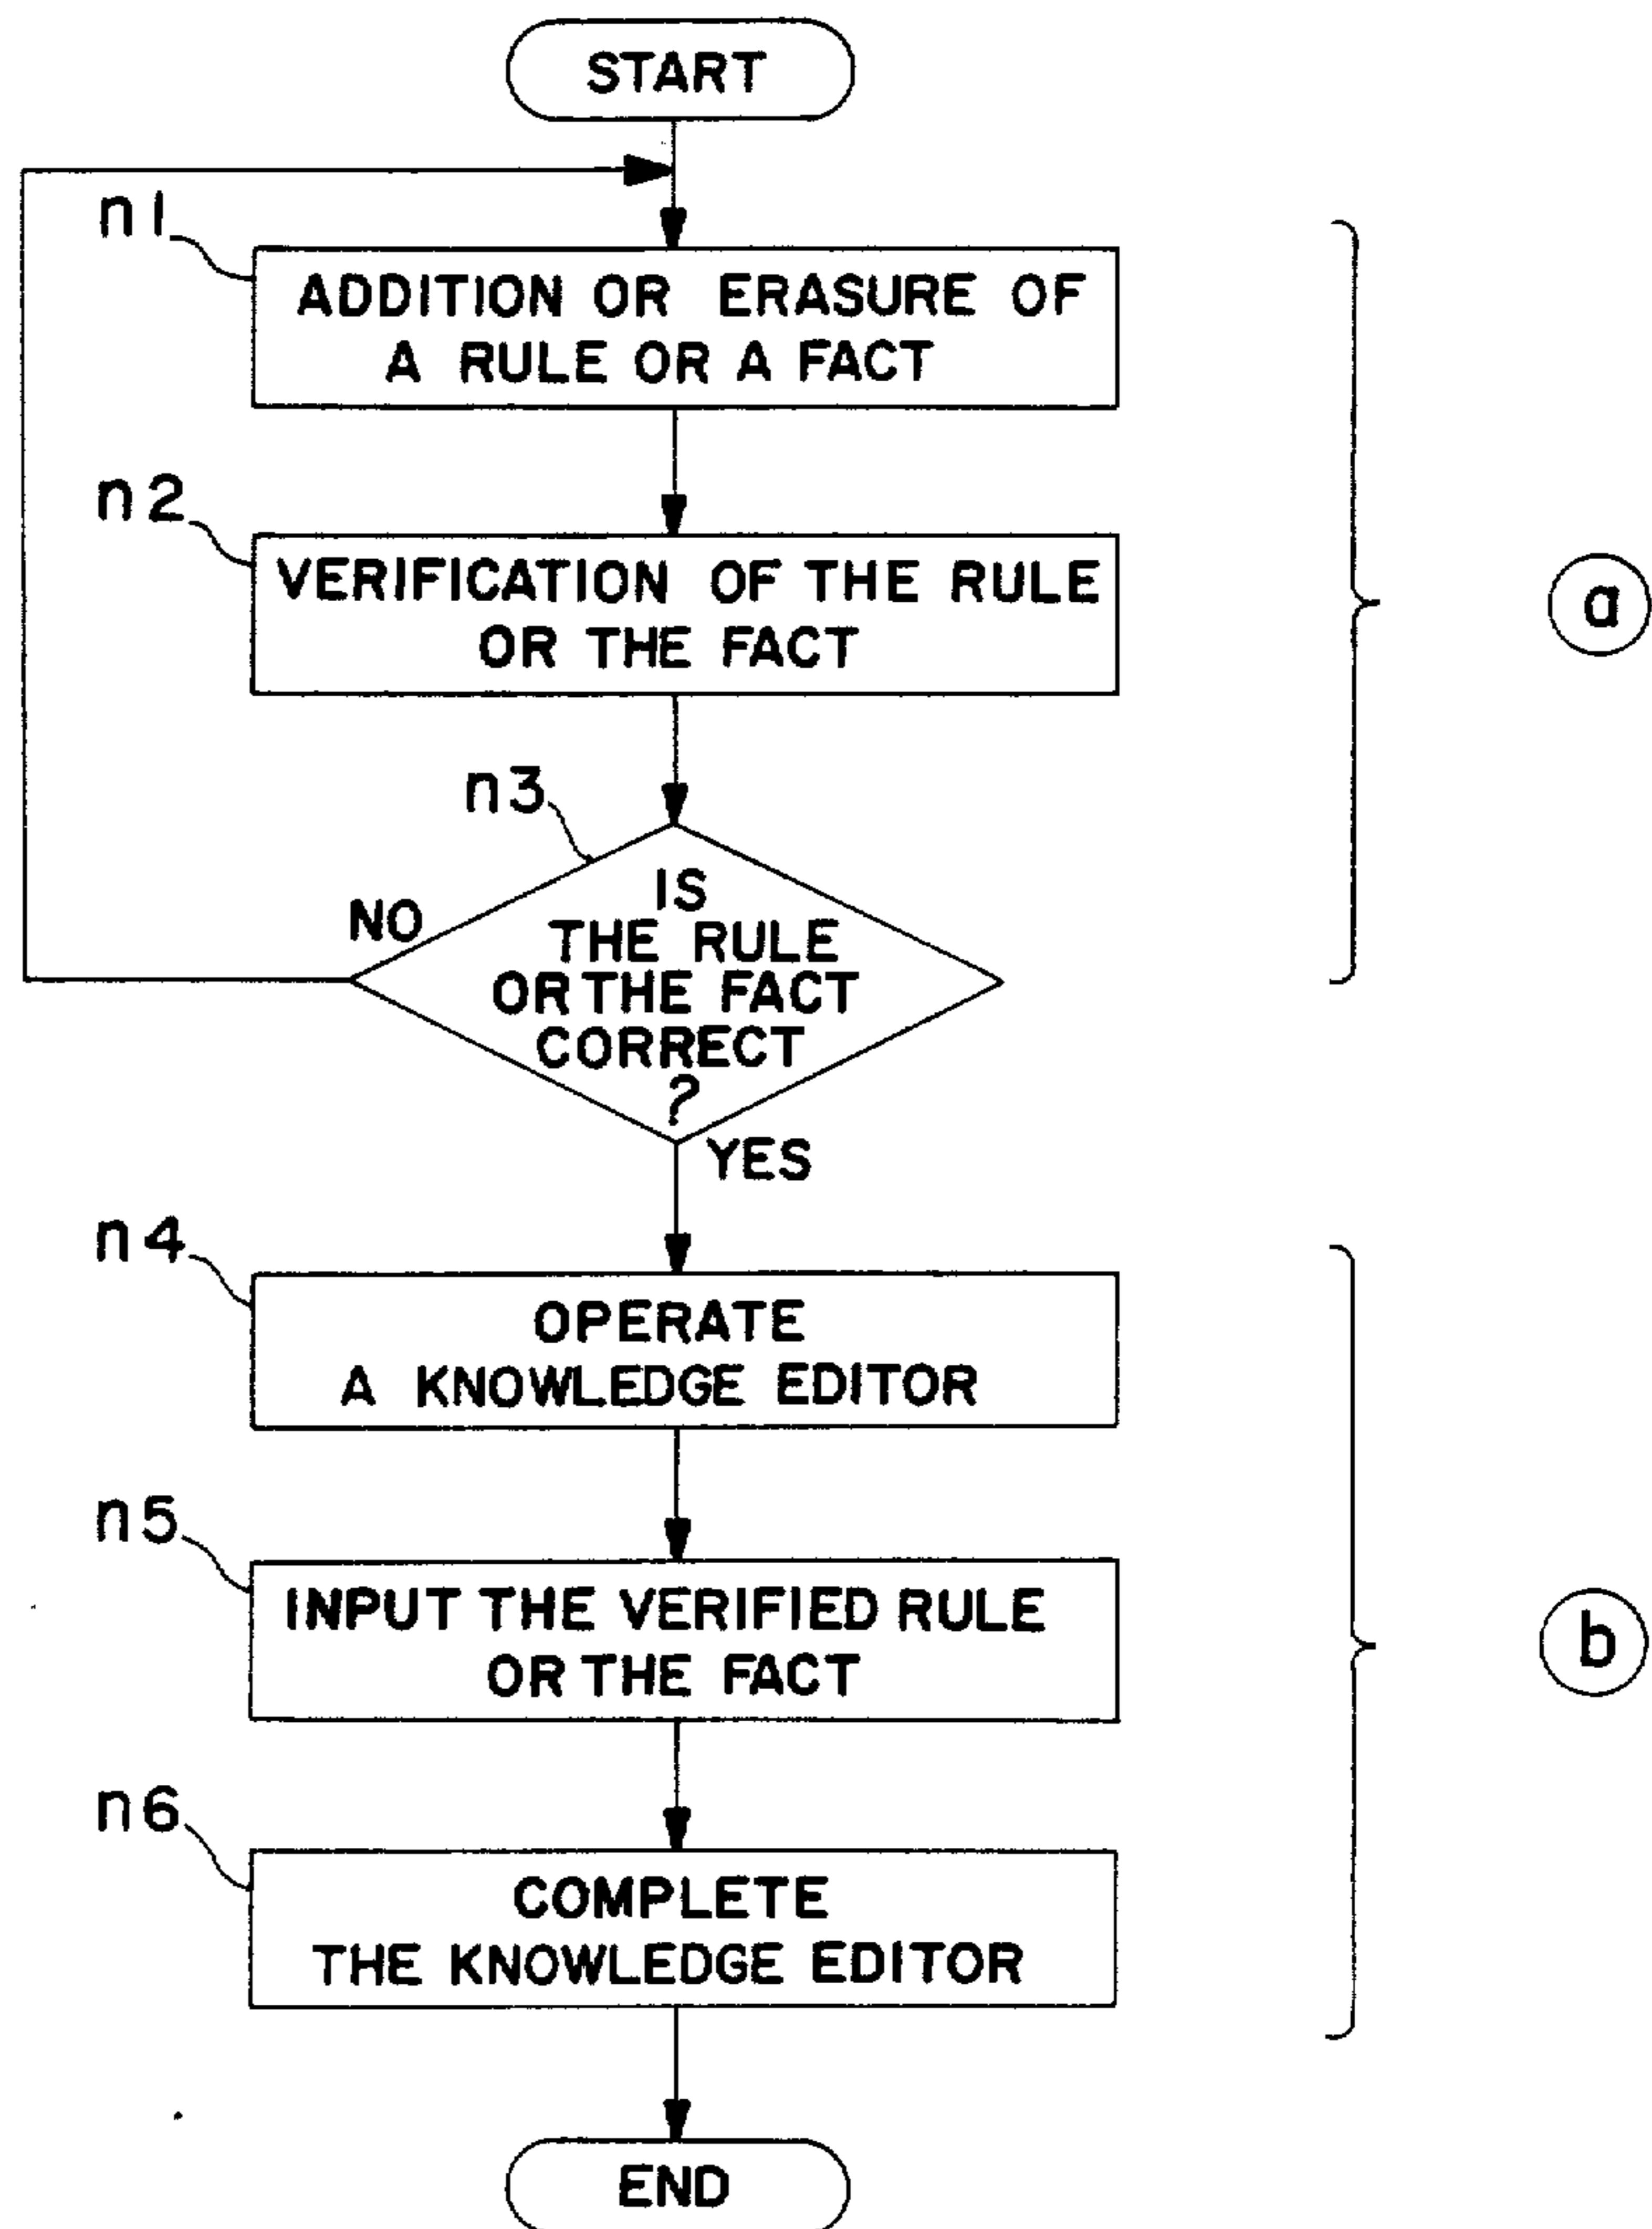 START
n1
ADDITION OR ERASURE OF
A RULE OR A FACT
n2
VERIFICATION OF THE RULE
OR THE FACT
a
n3
NO
IS
THE RULE
OR THE FACT
CORRECT
?
YES
n4
OPERATE
A KNOWLEDGE EDITOR
n5
INPUT THE VERIFIED RULE
OR THE FACT
b
n6
COMPLETE
THE KNOWLEDGE EDITOR
END